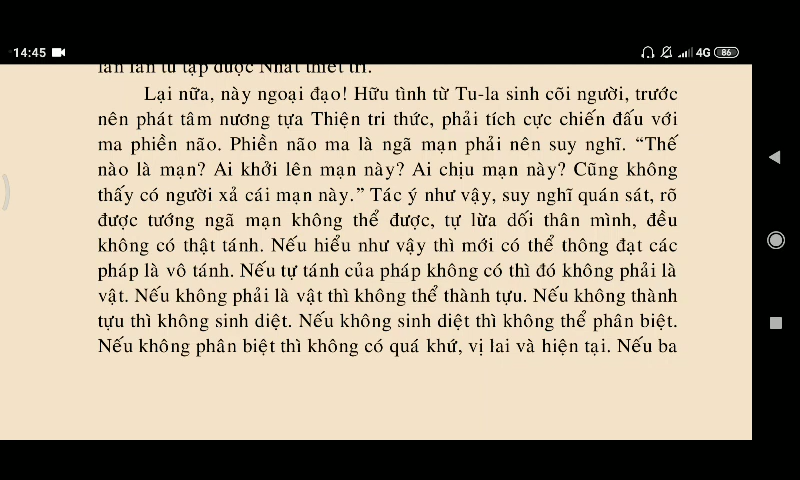 14:45
4G 86
lần lần tu tập được Nhất thiết trí.
Lại nữa, này ngoại đạo! Hữu tình từ Tu-la sinh cõi người, trước
nên phát tâm nương tựa Thiện tri thức, phải tích cực chiến đấu với
ma phiền não. Phiền não ma là ngã mạn phải nên suy nghĩ. “Thế
nào là mạn? Ai khởi lên mạn này? Ai chịu mạn này? Cũng không
thấy có người xả cái mạn này.” Tác ý như vậy, suy nghĩ quán sát, rõ
được tướng ngã mạn không thể được, tự lừa dối thân mình, đều
không có thật tánh. Nếu hiểu như vậy thì mới có thể thông đạt các
pháp là vô tánh. Nếu tự tánh của pháp không có thì đó không phải là
vật. Nếu không phải là vật thì không thể thành tựu. Nếu không thành
tựu thì không sinh diệt. Nếu không sinh diệt thì không thể phân biệt.
Nếu không phân biệt thì không có quá khứ, vị lai và hiện tại. Nếu ba